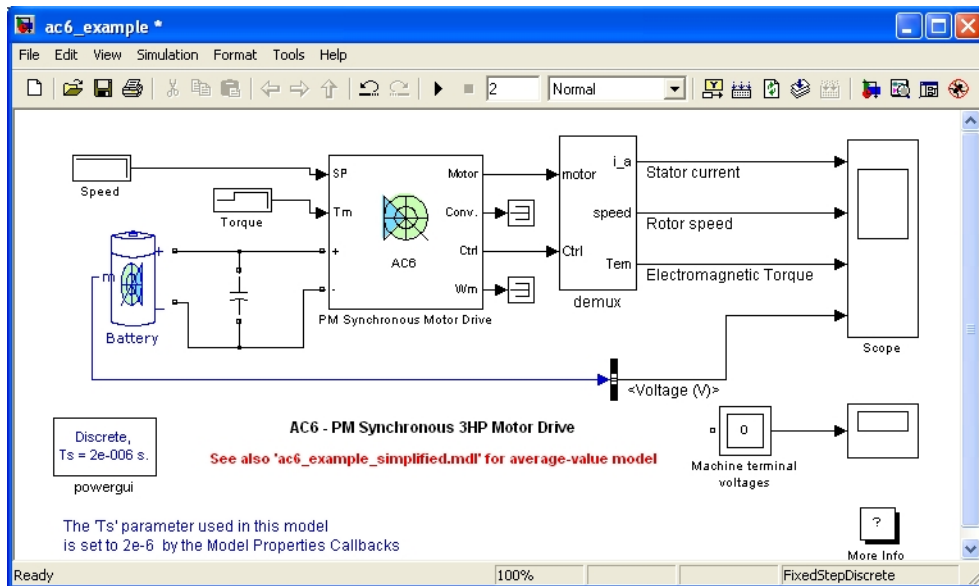 ac6_example *
File Edit View Simulation Format Tools Help
2 Normal
Speed
Torque
SP
Tm
+
-
Motor
Conv.
Ctrl
Wm
AC6
PM Synchronous Motor Drive
motor
Ctrl
i_a
speed
Tem
demux
Stator current
Rotor speed
Electromagnetic Torque
Scope
m
+
Battery
<Voltage (V)>
Discrete,
Ts = 2e-006 s.
powergui
AC6 - PM Synchronous 3HP Motor Drive
See also 'ac6_example_simplified.mdl' for average-value model
0
Machine terminal
voltages
The 'Ts' parameter used in this model
is set to 2e-6 by the Model Properties Callbacks
?
More Info
Ready 100% FixedStepDiscrete